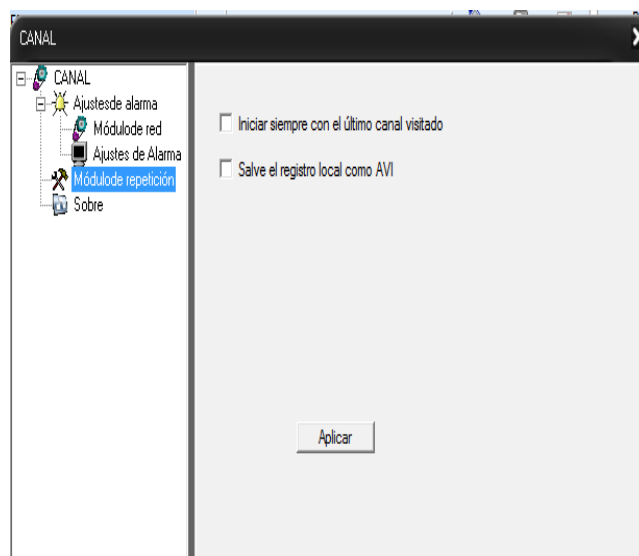 CANAL
CANAL
Ajustesde alarma
Módulode red
Ajustes de Alarma
Módulode repetición
Sobre
Iniciar siempre con el último canal visitado
Salve el registro local como AVI
Aplicar